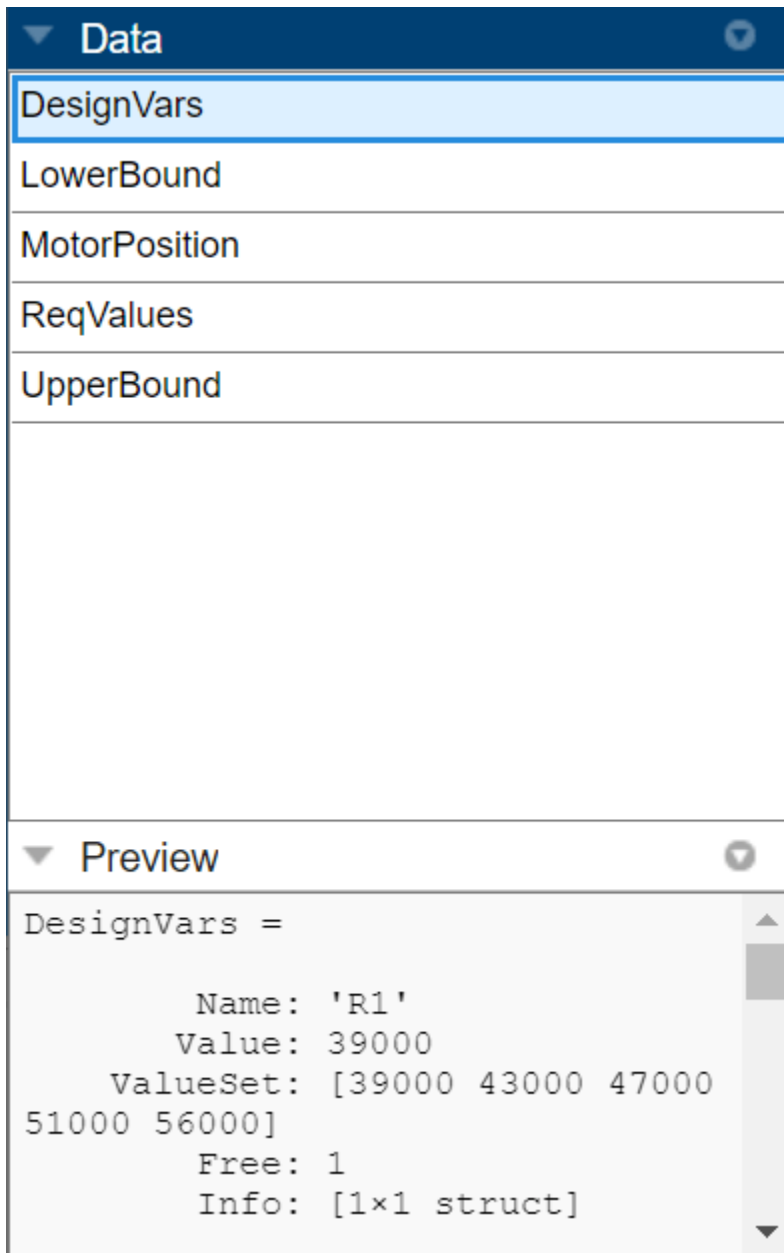 Data
DesignVars
LowerBound
MotorPosition
ReqValues
UpperBound
Preview
DesignVars =
Name: 'R1'
Value: 39000
ValueSet: [39000 43000 47000
51000 56000]
Free: 1
Info: [1×1 struct]